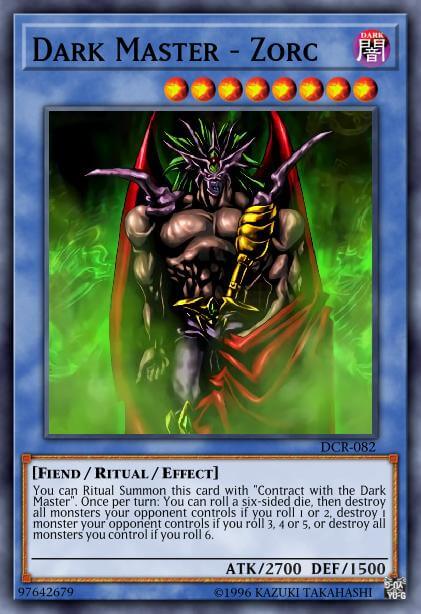 Dark Master - Zorc
DARK
闇
DCR-082
[Fiend / Ritual / Effect]
You can Ritual Summon this card with "Contract with the Dark
Master". Once per turn: You can roll a six-sided die, then destroy
all monsters your opponent controls if you roll 1 or 2, destroy 1
monster your opponent controls if you roll 3, 4 or 5, or destroy all
monsters you control if you roll 6.
ATK/2700 DEF/1500
97642679
©1996 KAZUKI TAKAHASHI